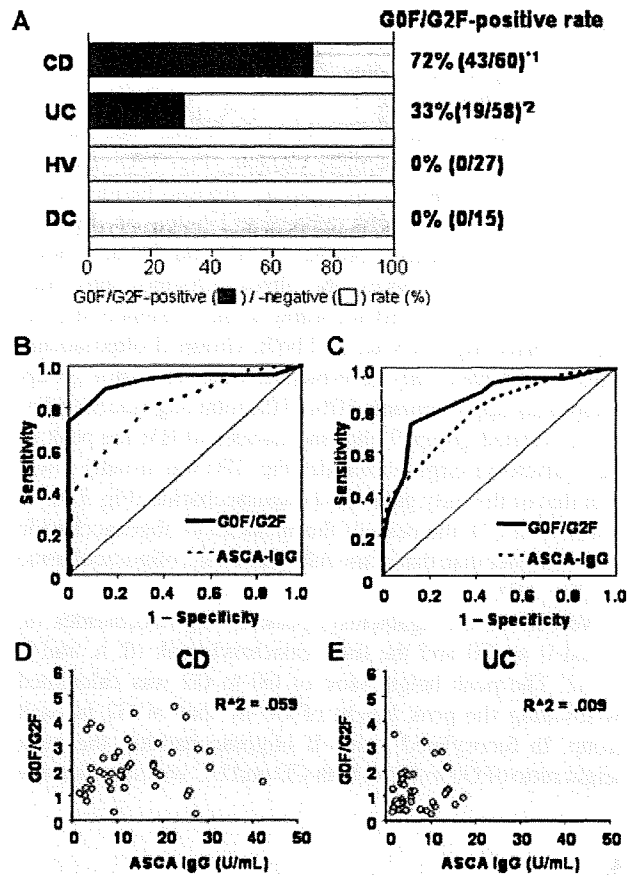 A
G0F/G2F-positive rate
CD 72% (43/60)*1
UC 33%(19/58)*2
HV 0% (0/27)
DC 0% (0/15)
0 20 40 60 80 100
G0F/G2F-positive ( ) / -negative ( ) rate (%)
B
1.0
0.8
0.6
0.4
0.2
0
Sensitivity
G0F/G2F
ASCA-IgG
0 0.2 0.4 0.6 0.8 1.0
1 − Specificity
C
1.0
0.8
0.6
0.4
0.2
0
Sensitivity
G0F/G2F
ASCA-IgG
0 0.2 0.4 0.6 0.8 1.0
1 − Specificity
D
CD
R^2 = .059
6
5
4
3
2
1
0
G0F/G2F
0 10 20 30 40 50
ASCA IgG (U/mL)
E
UC
R^2 = .009
6
5
4
3
2
1
0
G0F/G2F
0 10 20 30 40 50
ASCA IgG (U/mL)